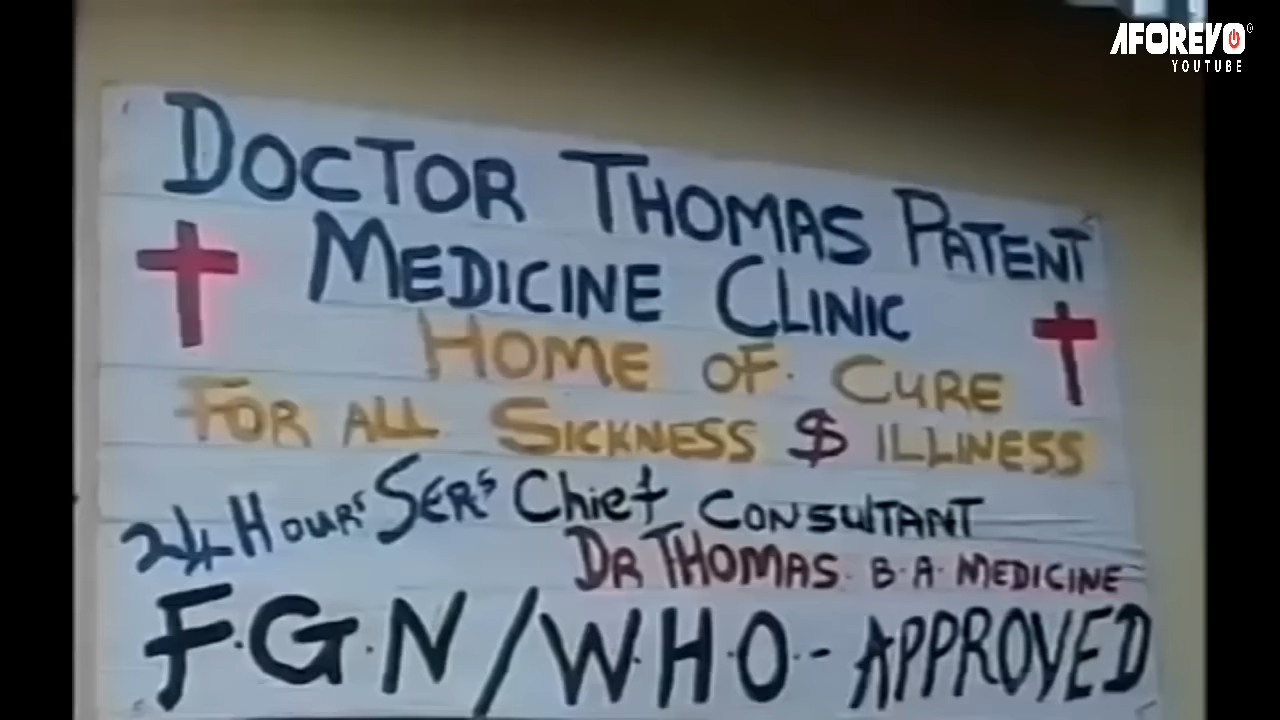 AFOREVO
YOUTUBE
DOCTOR THOMAS PATENT
MEDICINE CLINIC
HOME OF. CURE
FOR ALL SICKNESS $ ILLINESS
24 HOURS SERS Chief CONSULTANT
DR THOMAS. B.A. MEDICINE
F.G.N/W.H.O-APPROVED